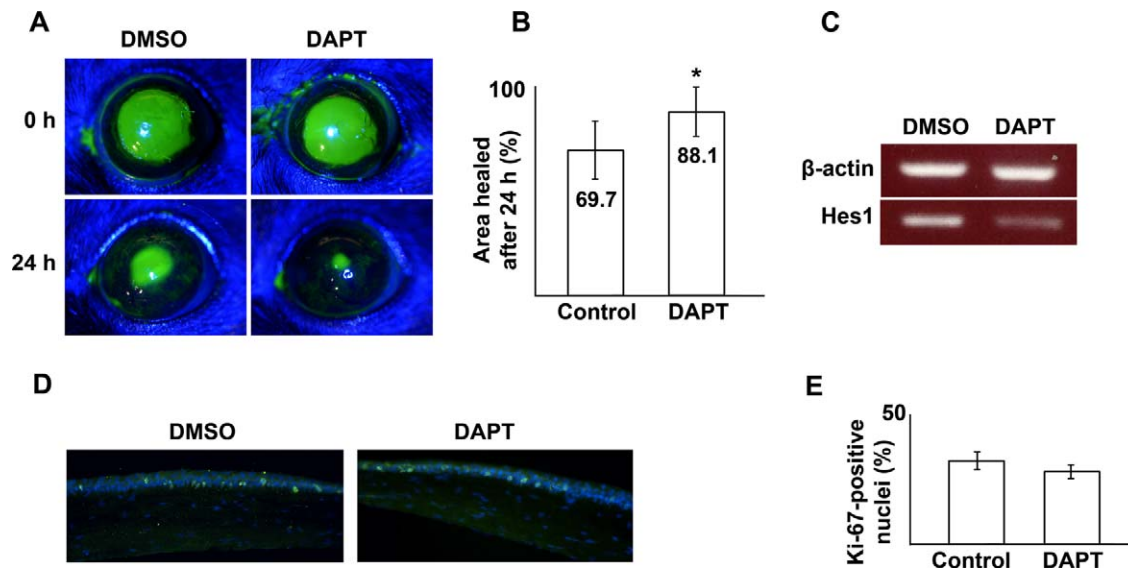 A
DMSO DAPT
0 h
24 h
B
Area healed
after 24 h (%)
100
*
69.7
88.1
Control DAPT
C
DMSO DAPT
β-actin
Hes1
D
DMSO DAPT
E
Ki-67-positive
nuclei (%)
50
Control DAPT